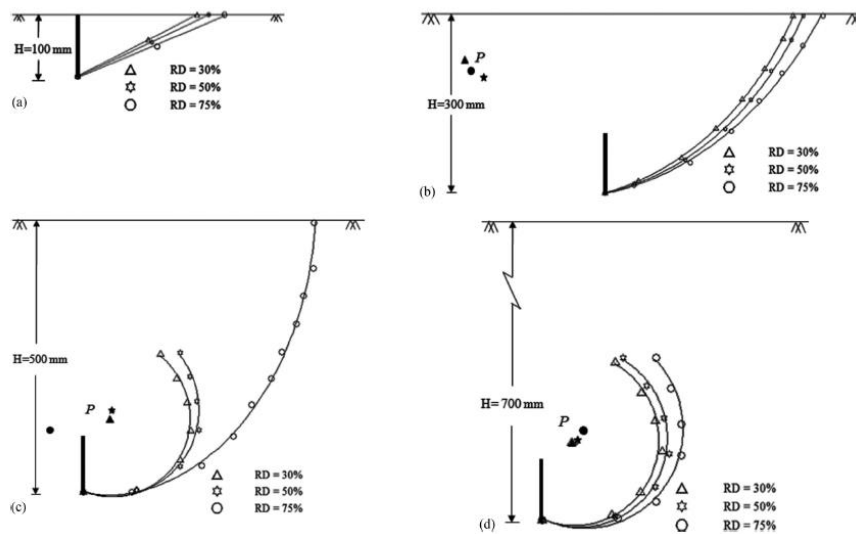 H=100 mm
RD = 30%
RD = 50%
RD = 75%
(a)
P
H=300 mm
RD = 30%
RD = 50%
RD = 75%
(b)
H=500 mm
P
RD = 30%
RD = 50%
RD = 75%
(c)
H= 700 mm
P
RD = 30%
RD = 50%
RD = 75%
(d)